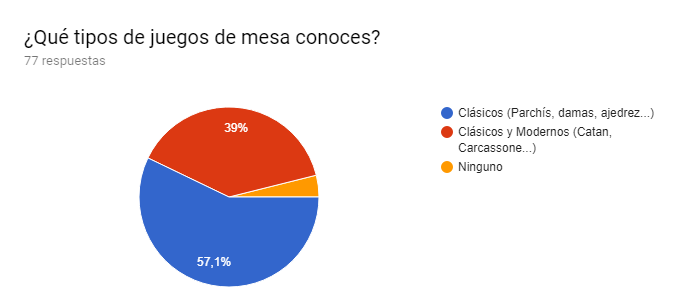 ¿Qué tipos de juegos de mesa conoces?
77 respuestas
39%
57,1%
Clásicos (Parchís, damas, ajedrez...)
Clásicos y Modernos (Catan,
Carcassone...)
Ninguno